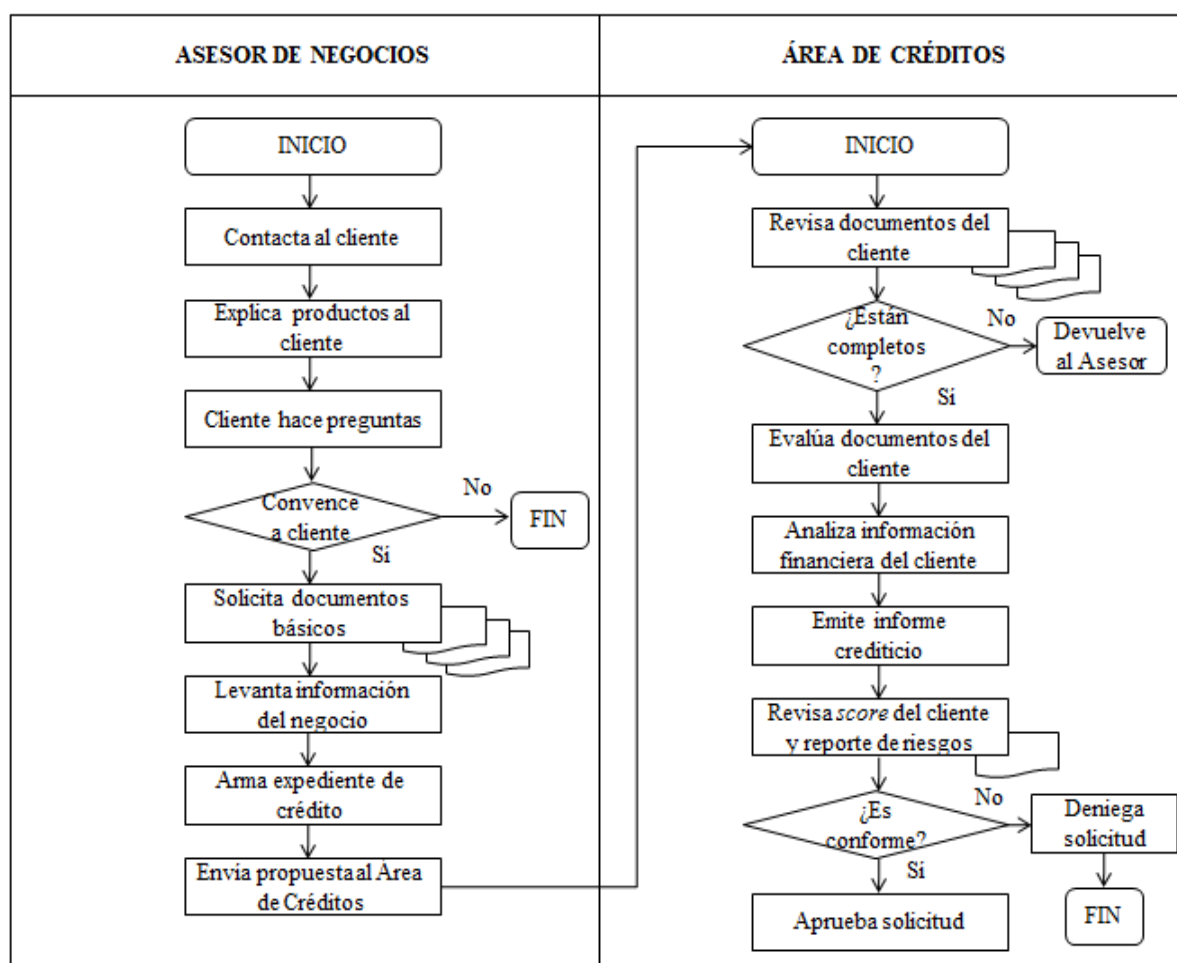 ASESOR DE NEGOCIOS
INICIO
Contacta al cliente
Explica productos al
cliente
Cliente hace preguntas
Convence
a cliente
No
FIN
Sí
Solicita documentos
básicos
Levanta información
del negocio
Arma expediente de
crédito
Envía propuesta al Área
de Créditos
ÁREA DE CRÉDITOS
INICIO
Revisa documentos del
cliente
¿Están
completos
?
No
Devuelve
al Asesor
Sí
Evalúa documentos del
cliente
Analiza información
financiera del cliente
Emite informe
crediticio
Revisa score del cliente
y reporte de riesgos
¿Es
conforme?
No
Deniega
solicitud
FIN
Sí
Aprueba solicitud